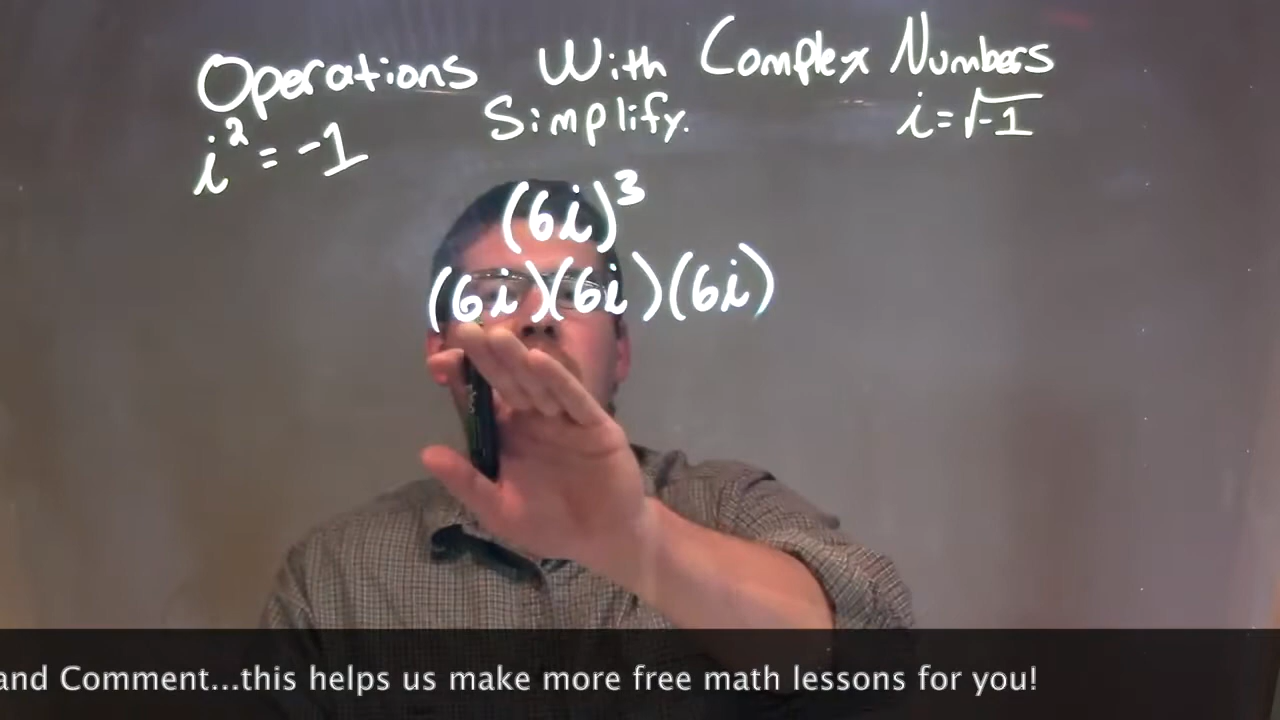 Operations With Complex Numbers
i² = -1 Simplify. i = √-1
(6i)³
(6i)(6i)(6i)
and Comment...this helps us make more free math lessons for you!